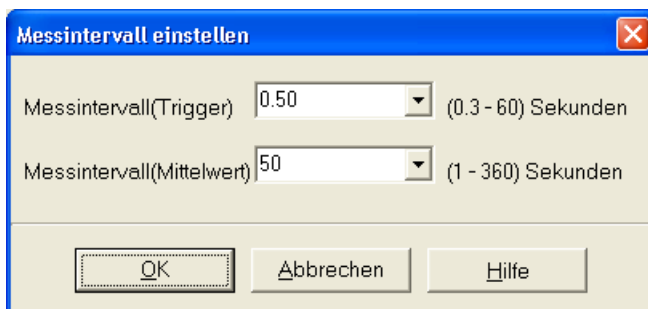 Messintervall einstellen
Messintervall(Trigger) 0.50 (0.3 - 60) Sekunden
Messintervall(Mittelwert) 50 (1 - 360) Sekunden
OK Abbrechen Hilfe